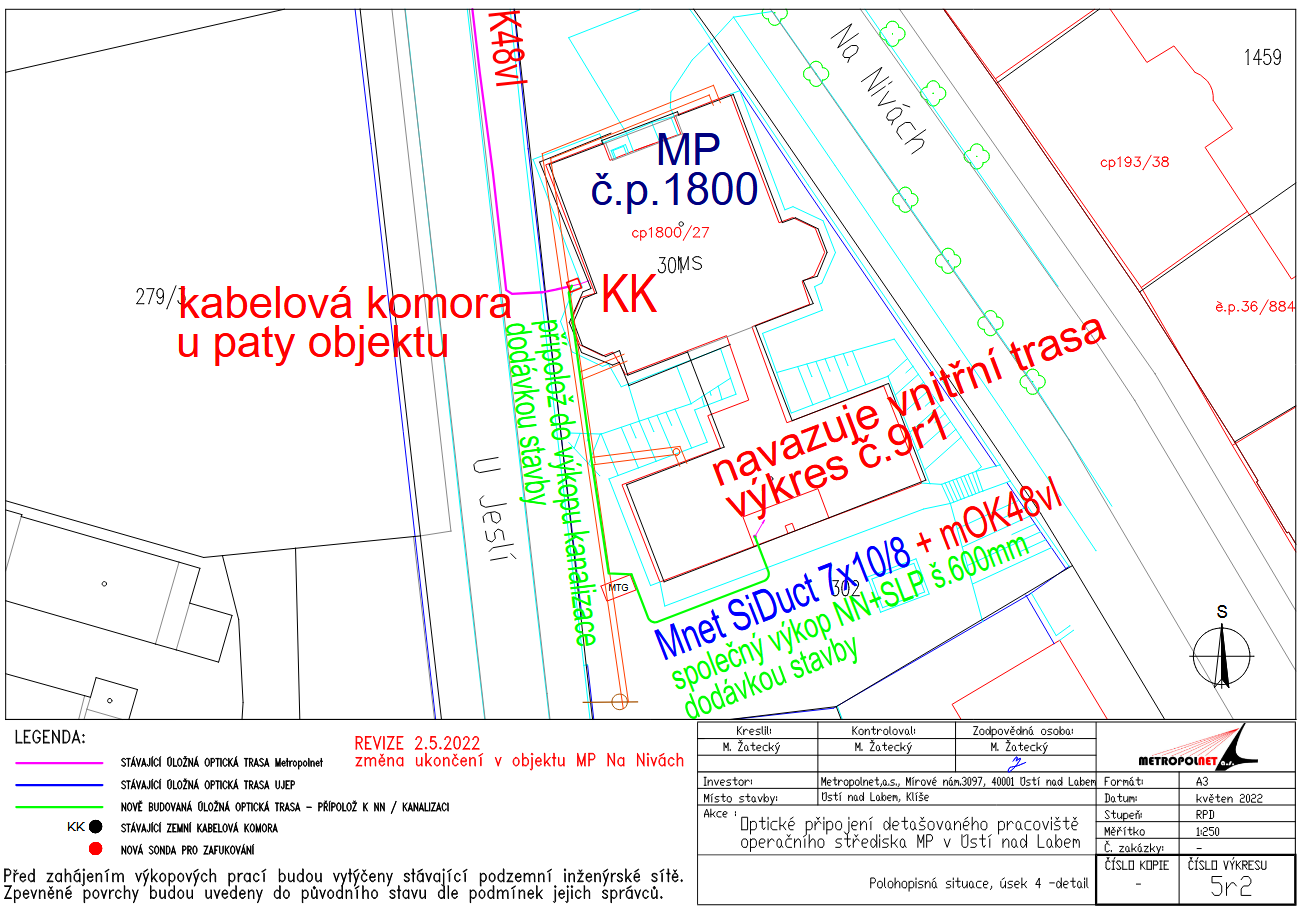 K48vl
Na Nivách
1459
MP
č.p.1800
cp193/38
cp1800/27
30MS
279/
kabelová komora
u paty objektu
KK
č.p.36/884
přípolož do výkopu kanalizace
dodávkou stavby
navazuje vnitřní trasa
výkres č.9r1
U Jeslí
MTG
Mnet SiDuct 7x10/8 + mOK48vl
302
společný výkop NN+SLP š.600mm
dodávkou stavby
S
LEGENDA:
STÁVAJÍCÍ ÚLOŽNÁ OPTICKÁ TRASA Metropolnet
STÁVAJÍCÍ ÚLOŽNÁ OPTICKÁ TRASA UJEP
NOVĚ BUDOVANÁ ÚLOŽNÁ OPTICKÁ TRASA – PŘÍPOLOŽ K NN / KANALIZACI
KK STÁVAJÍCÍ ZEMNÍ KABELOVÁ KOMORA
NOVÁ SONDA PRO ZAFUKOVÁNÍ
REVIZE 2.5.2022
změna ukončení v objektu MP Na Nivách
Před zahájením výkopových prací budou vytýčeny stávající podzemní inženýrské sítě.
Zpevněné povrchy budou uvedeny do původního stavu dle podmínek jejich správců.
Kreslil: Kontroloval: Zodpovědná osoba:
M. Žatecký M. Žatecký M. Žatecký
METROPOLNET a.s.
Investor: Metropolnet,a.s., Mírové nám.3097, 40001 Ústí nad Labem
Místo stavby: Ústí nad Labem, Klíše
Akce : Optické připojení detašovaného pracoviště
operačního střediska MP v Ústí nad Labem
Polohopisná situace, úsek 4 -detail
Formát: A3
Datum: květen 2022
Stupeň: RPD
Měřítko 1:250
Č. zakázky: -
ČÍSLO KOPIE ČÍSLO VÝKRESU
- 5r2